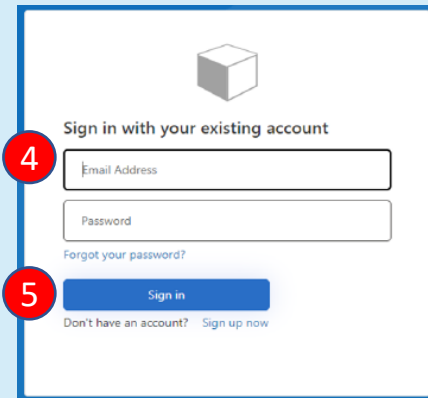 Sign in with your existing account
4
Email Address
Password
Forgot your password?
5
Sign in
Don't have an account? Sign up now